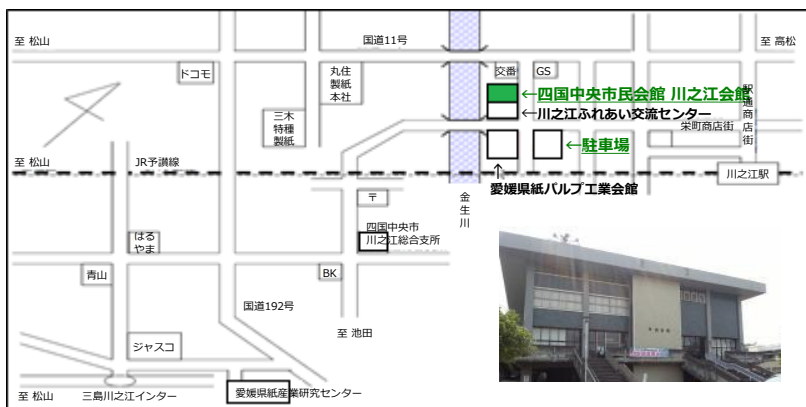 至 松山
国道11号
至 高松
ドコモ
丸住
製紙
本社
交番
GS
←四国中央市民会館 川之江会館
←川之江ふれあい交流センター
三木
特種
製紙
駅通商店街
栄町商店街
←駐車場
至 松山
JR予讃線
川之江駅
↑
愛媛県紙パルプ工業会館
〒
金生川
四国中央市
川之江総合支所
はる
やま
青山
BK
国道192号
至 池田
ジャスコ
至 松山
三島川之江インター
愛媛県紙産業研究センター